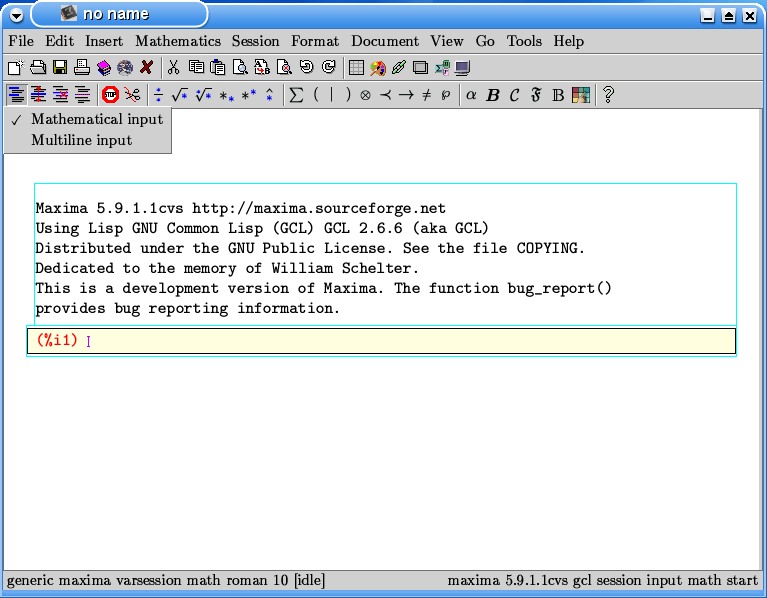 no name
File Edit Insert Mathematics Session Format Document View Go Tools Help
✓ Mathematical input
Multiline input
Maxima 5.9.1.1cvs http://maxima.sourceforge.net
Using Lisp GNU Common Lisp (GCL) GCL 2.6.6 (aka GCL)
Distributed under the GNU Public License. See the file COPYING.
Dedicated to the memory of William Schelter.
This is a development version of Maxima. The function bug_report()
provides bug reporting information.
(%i1)
generic maxima varsession math roman 10 [idle] maxima 5.9.1.1cvs gcl session input math start